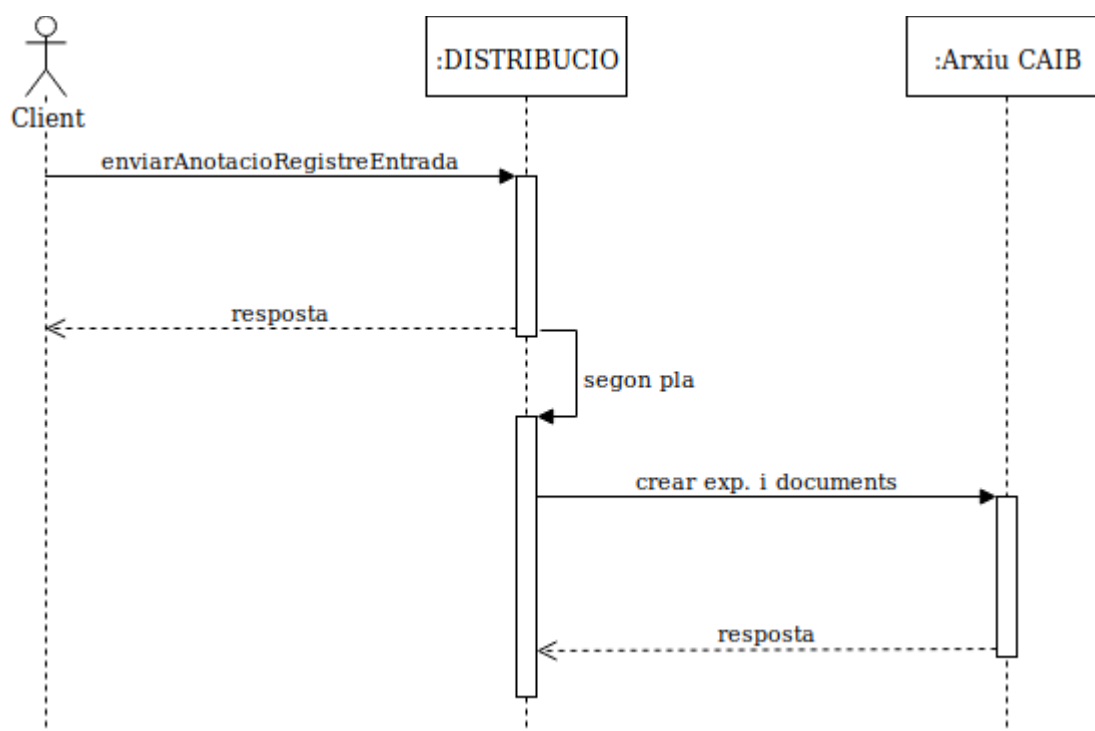 :DISTRIBUCIO
:Arxiu CAIB
Client
enviarAnotacioRegistreEntrada
resposta
segon pla
crear exp. i documents
resposta